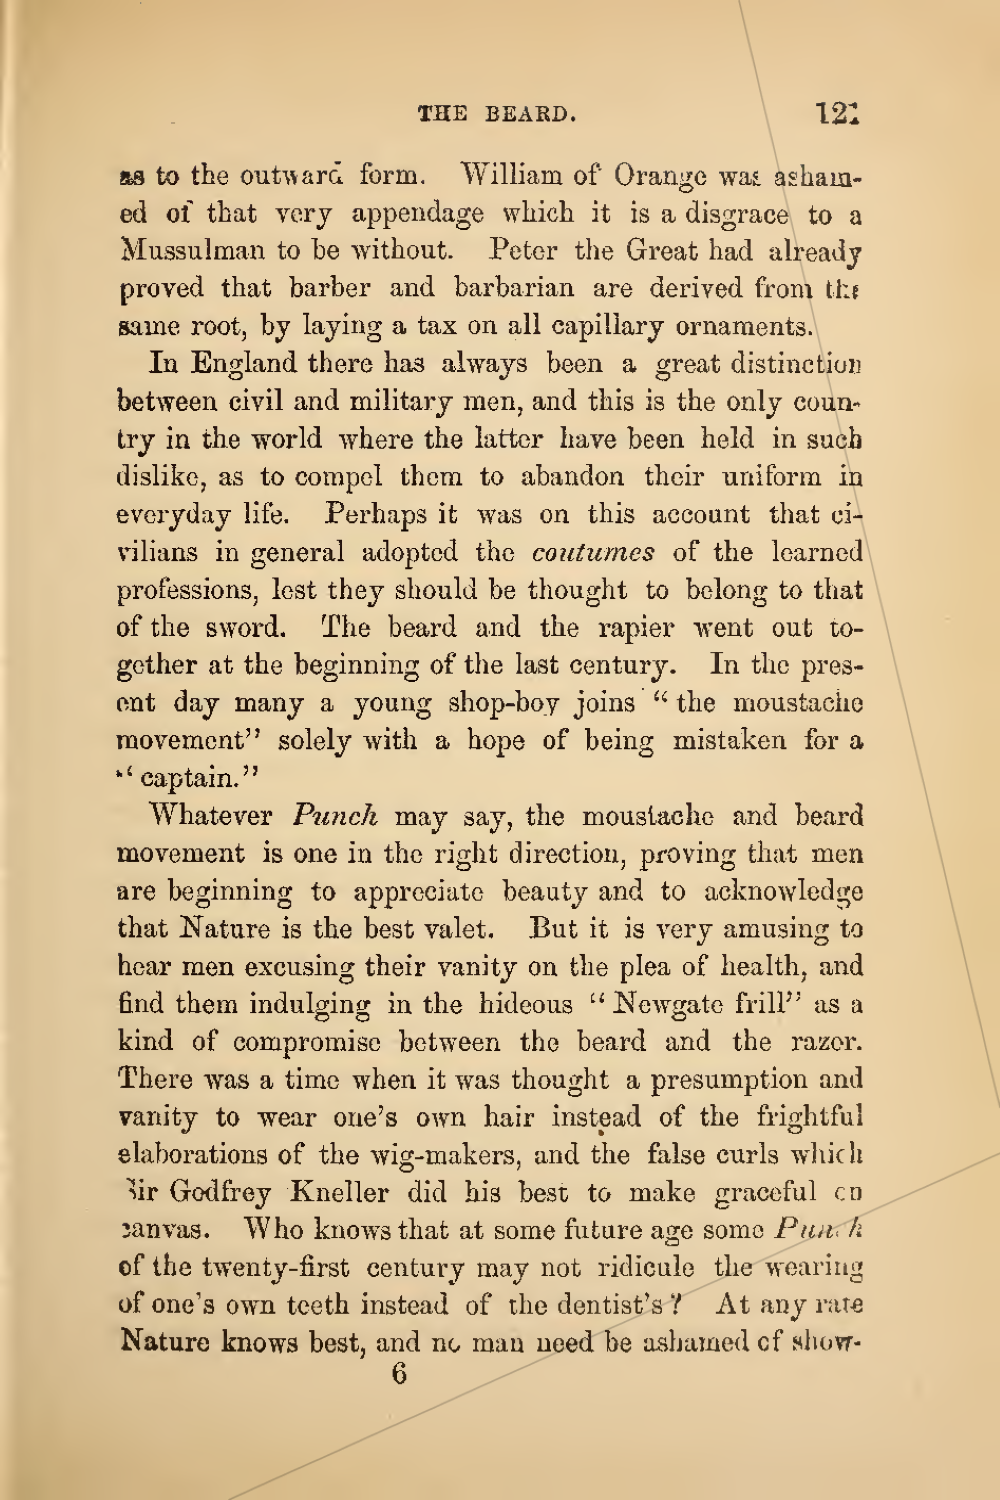 THE BEARD. 121
as to the outward form. William of Orange was asham-
ed of that very appendage which it is a disgrace to a
Mussulman to be without. Peter the Great had already
proved that barber and barbarian are derived from the
same root, by laying a tax on all capillary ornaments.
In England there has always been a great distinction
between civil and military men, and this is the only coun-
try in the world where the latter have been held in such
dislike, as to compel them to abandon their uniform in
everyday life. Perhaps it was on this account that ci-
vilians in general adopted the coutumes of the learned
professions, lest they should be thought to belong to that
of the sword. The beard and the rapier went out to-
gether at the beginning of the last century. In the pres-
ent day many a young shop-boy joins “the moustache
movement” solely with a hope of being mistaken for a
“captain.”
Whatever Punch may say, the moustache and beard
movement is one in the right direction, proving that men
are beginning to appreciate beauty and to acknowledge
that Nature is the best valet. But it is very amusing to
hear men excusing their vanity on the plea of health, and
find them indulging in the hideous “Newgate frill” as a
kind of compromise between the beard and the razor.
There was a time when it was thought a presumption and
vanity to wear one’s own hair instead of the frightful
elaborations of the wig-makers, and the false curls which
Sir Godfrey Kneller did his best to make graceful on
canvas. Who knows that at some future age some Punch
of the twenty-first century may not ridicule the wearing
of one’s own teeth instead of the dentist’s? At any rate
Nature knows best, and no man need be ashamed of show-
6